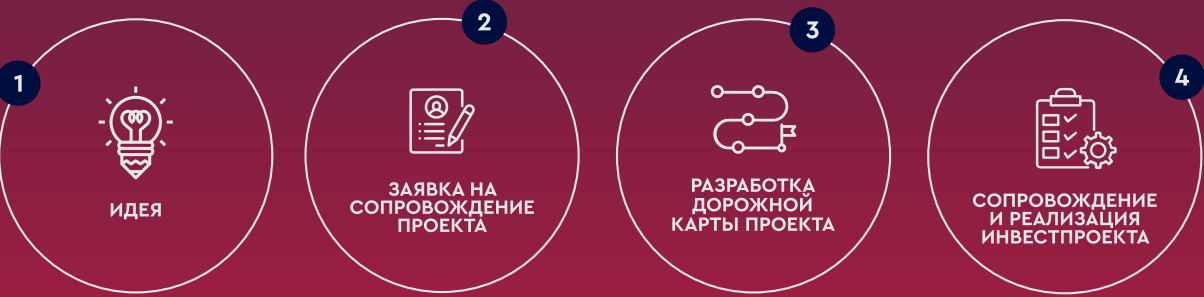 1
ИДЕЯ
2
ЗАЯВКА НА
СОПРОВОЖДЕНИЕ
ПРОЕКТА
3
РАЗРАБОТКА
ДОРОЖНОЙ
КАРТЫ ПРОЕКТА
4
СОПРОВОЖДЕНИЕ
И РЕАЛИЗАЦИЯ
ИНВЕСТПРОЕКТА